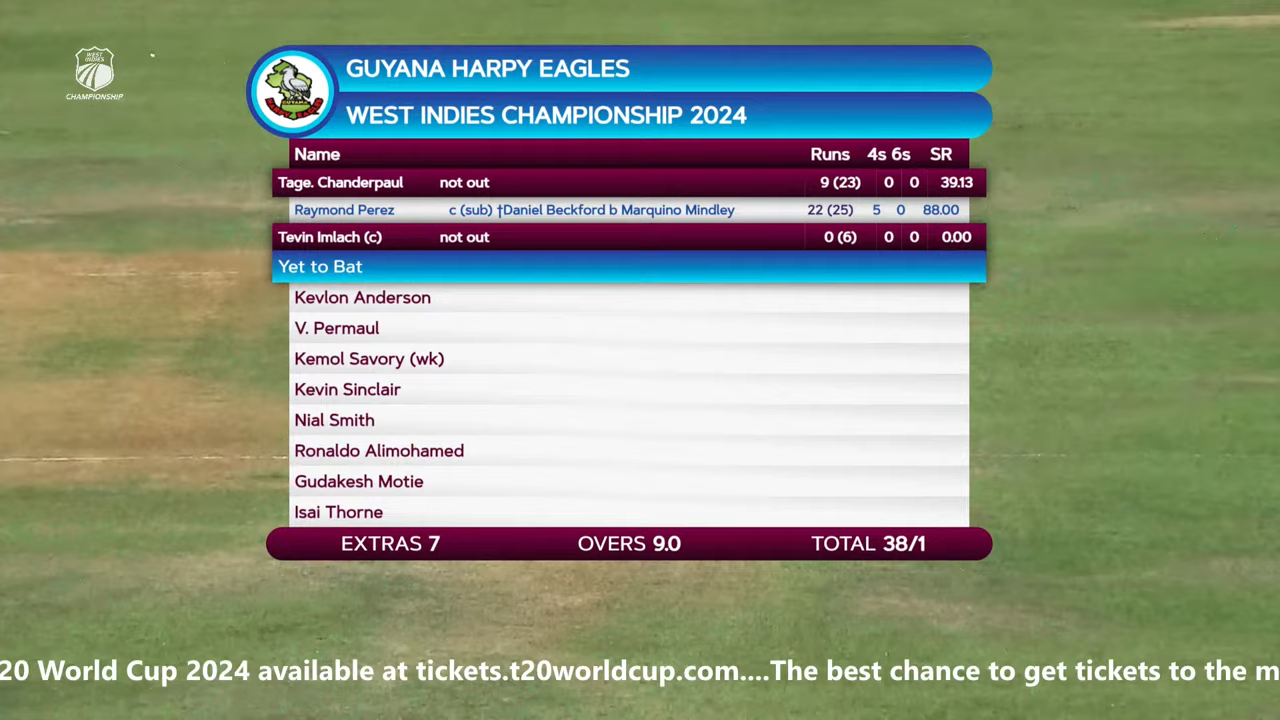 WEST
INDIES
CHAMPIONSHIP
GUYANA
GUYANA HARPY EAGLES
WEST INDIES CHAMPIONSHIP 2024
Name Runs 4s 6s SR
Tage. Chanderpaul not out 9 (23) 0 0 39.13
Raymond Perez c (sub) †Daniel Beckford b Marquino Mindley 22 (25) 5 0 88.00
Tevin Imlach (c) not out 0 (6) 0 0 0.00
Yet to Bat
Kevlon Anderson
V. Permaul
Kemol Savory (wk)
Kevin Sinclair
Nial Smith
Ronaldo Alimohamed
Gudakesh Motie
Isai Thorne
EXTRAS 7 OVERS 9.0 TOTAL 38/1
20 World Cup 2024 available at tickets.t20worldcup.com....The best chance to get tickets to the m